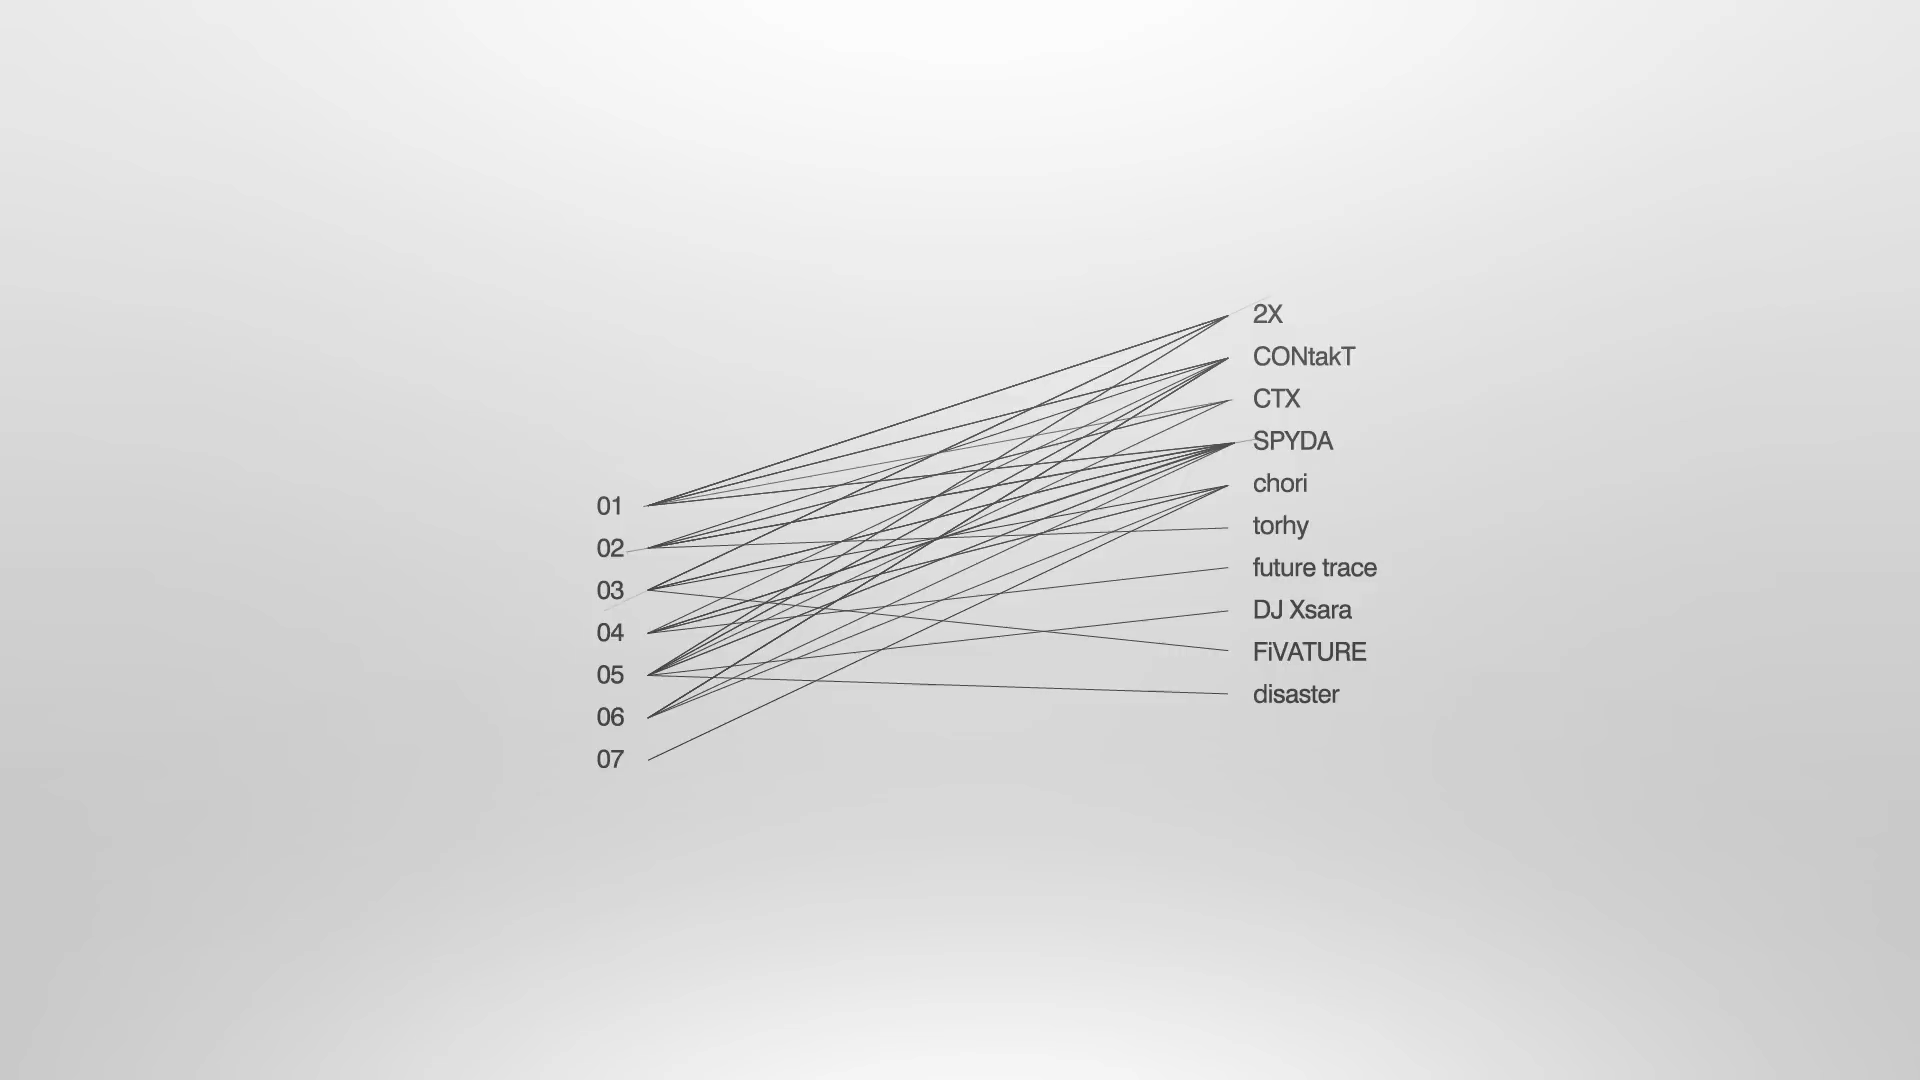 01
02
03
04
05
06
07
2X
CONtakT
CTX
SPYDA
chori
torhy
future trace
DJ Xsara
FiVATURE
disaster